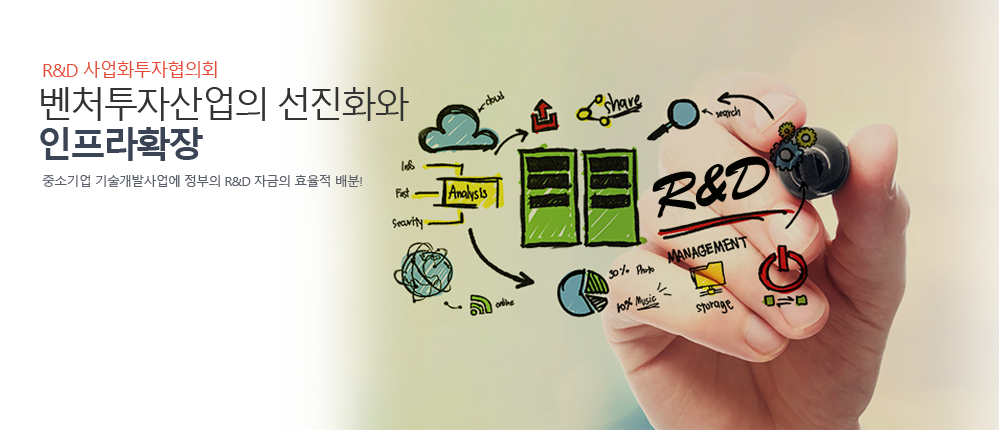 R&D 사업화투자협의회
벤처투자산업의 선진화와
인프라확장
중소기업 기술개발사업에 정부의 R&D 자금의 효율적 배분!
cloud
share
search
Info
Fast
Analysis
Security
R&D
MANAGEMENT
30% Photo
10% Music
storage
online